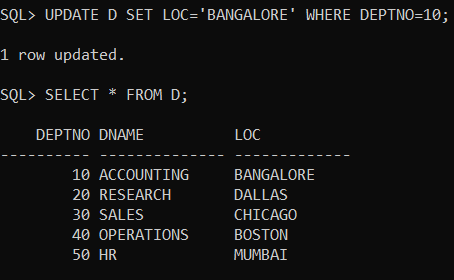 SQL> UPDATE D SET LOC='BANGALORE' WHERE DEPTNO=10;
1 row updated.
SQL> SELECT * FROM D;
    DEPTNO DNAME          LOC
---------- -------------- -------------
        10 ACCOUNTING     BANGALORE
        20 RESEARCH       DALLAS
        30 SALES          CHICAGO
        40 OPERATIONS     BOSTON
        50 HR             MUMBAI